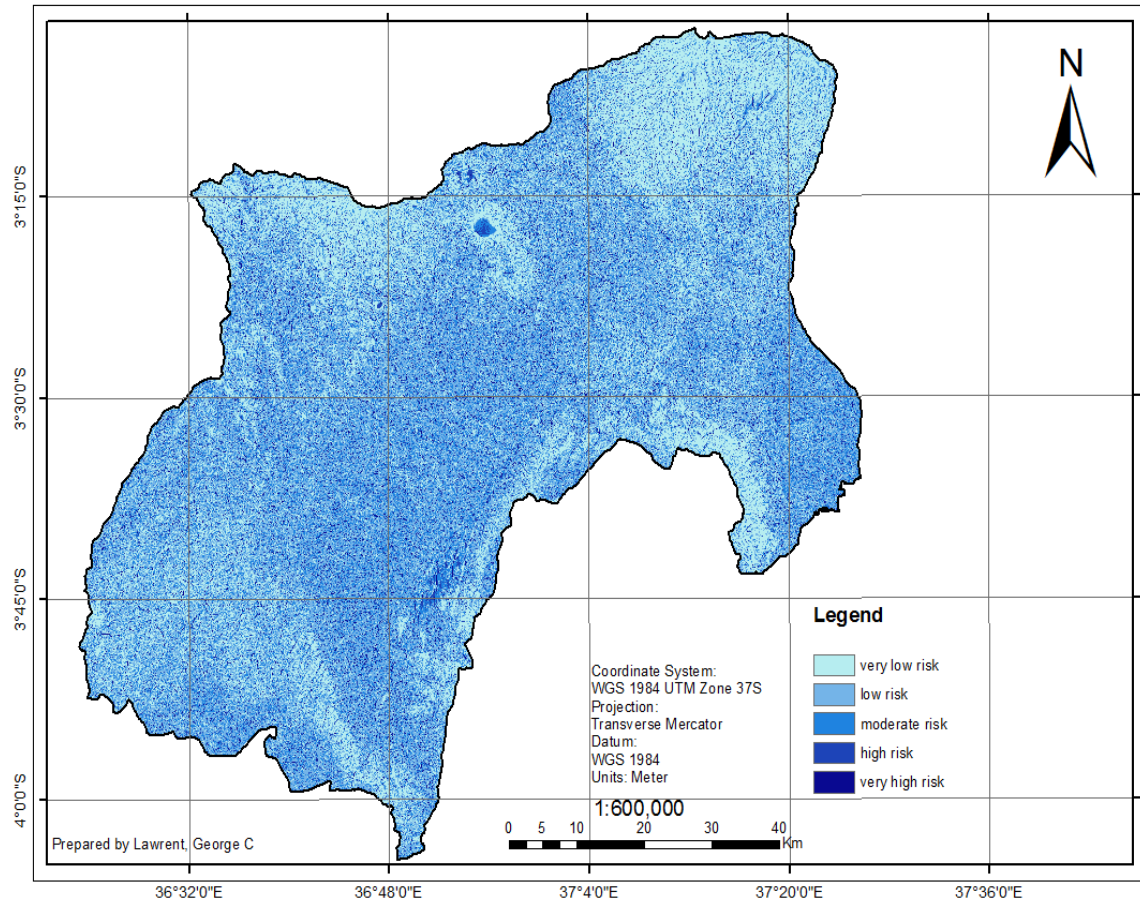 N
3°15'0"S
3°30'0"S
3°45'0"S
4°0'0"S
Legend
very low risk
low risk
moderate risk
high risk
very high risk
Coordinate System:
WGS 1984 UTM Zone 37S
Projection:
Transverse Mercator
Datum:
WGS 1984
Units: Meter
1:600,000
0 5 10 20 30 40
Km
Prepared by Lawrent, George C
36°32'0"E 36°48'0"E 37°4'0"E 37°20'0"E 37°36'0"E